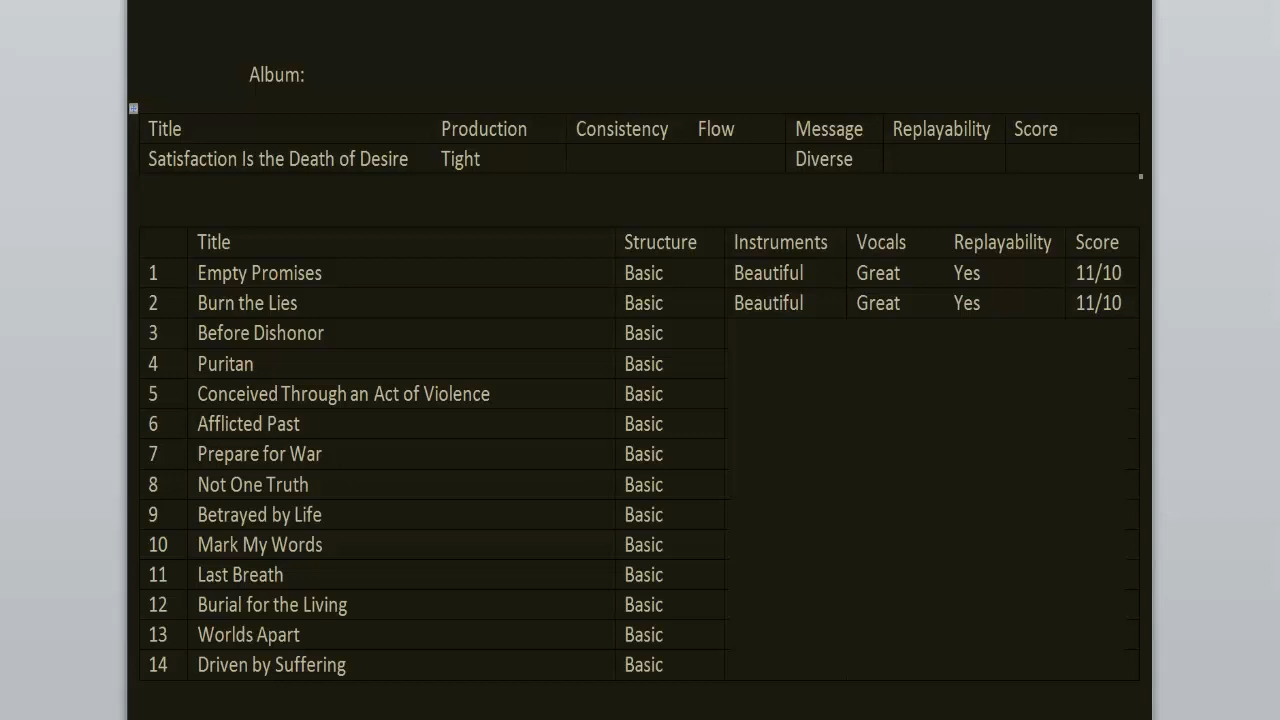 Album:
Title Production Consistency Flow Message Replayability Score
Satisfaction Is the Death of Desire Tight Diverse
Title Structure Instruments Vocals Replayability Score
1 Empty Promises Basic Beautiful Great Yes 11/10
2 Burn the Lies Basic Beautiful Great Yes 11/10
3 Before Dishonor Basic
4 Puritan Basic
5 Conceived Through an Act of Violence Basic
6 Afflicted Past Basic
7 Prepare for War Basic
8 Not One Truth Basic
9 Betrayed by Life Basic
10 Mark My Words Basic
11 Last Breath Basic
12 Burial for the Living Basic
13 Worlds Apart Basic
14 Driven by Suffering Basic